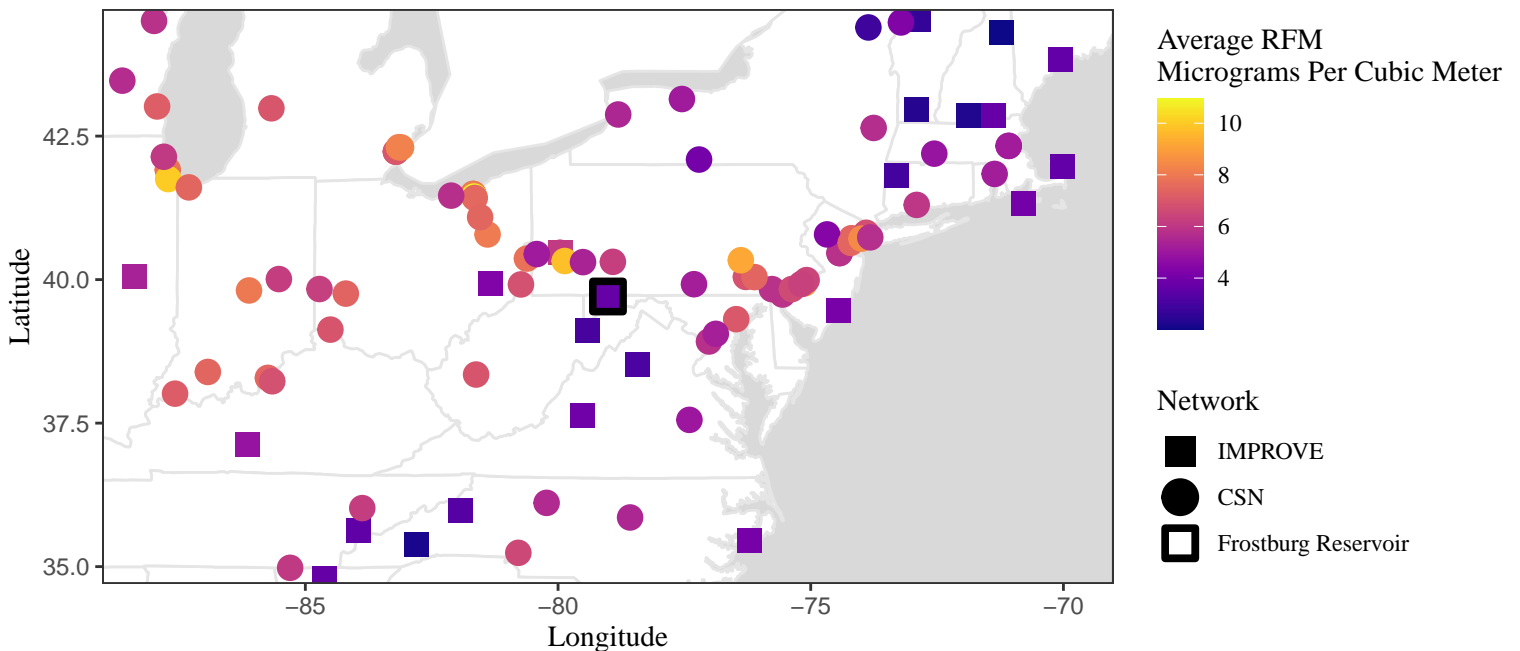 Average RFM
Micrograms Per Cubic Meter
10
8
6
4
Network
IMPROVE
CSN
Frostburg Reservoir
Latitude
42.5
40.0
37.5
35.0
−85
−80
−75
−70
Longitude